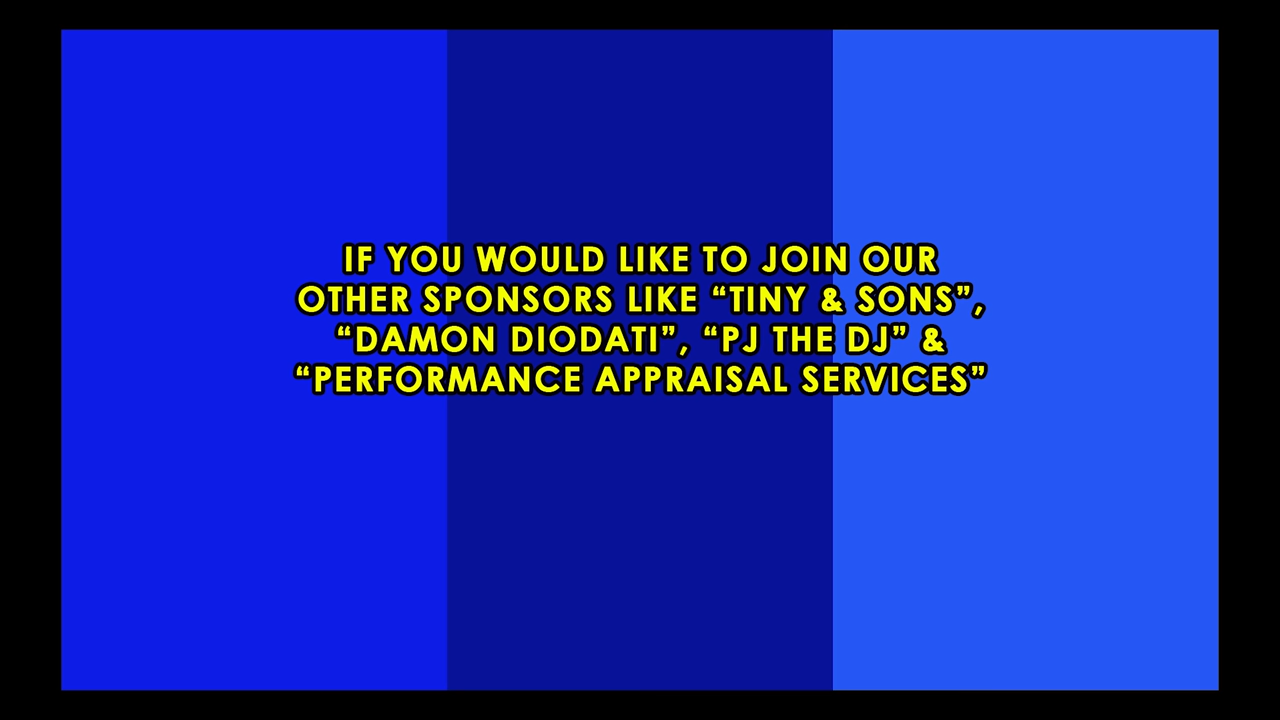 IF YOU WOULD LIKE TO JOIN OUR
OTHER SPONSORS LIKE “TINY & SONS”,
“DAMON DIODATI”, “PJ THE DJ” &
“PERFORMANCE APPRAISAL SERVICES”